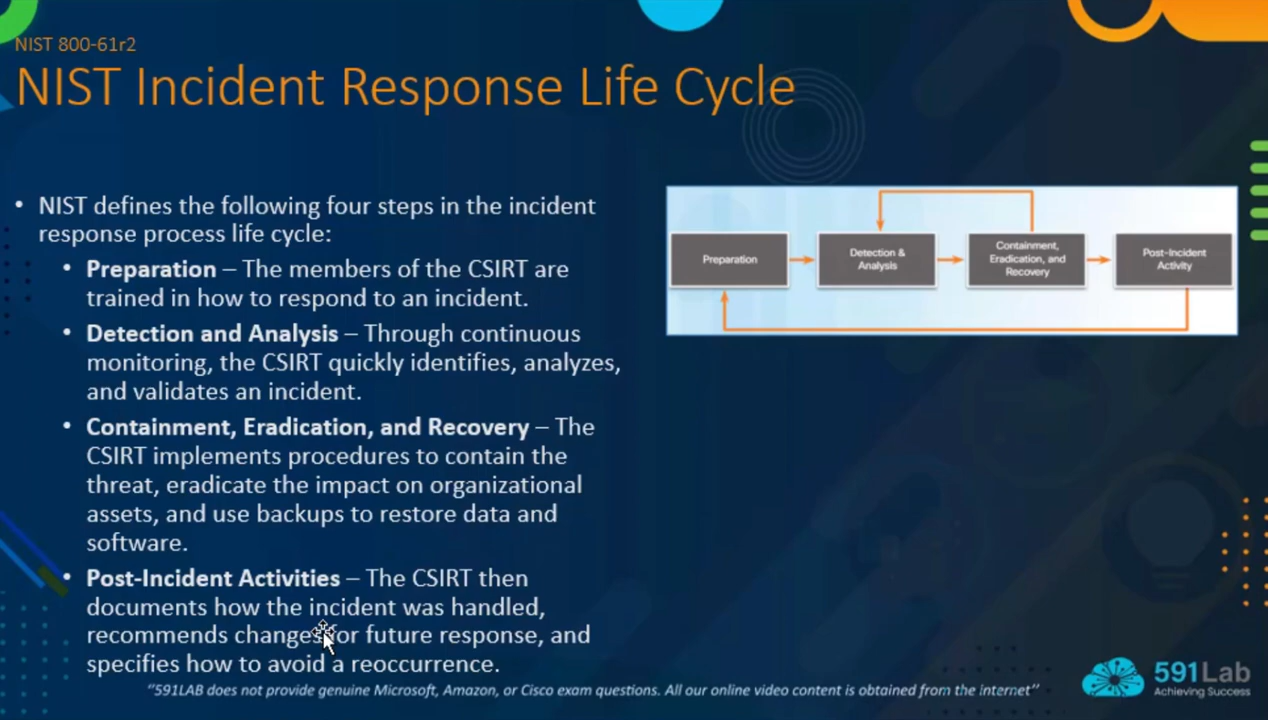 NIST 800-61r2
NIST Incident Response Life Cycle
• NIST defines the following four steps in the incident
response process life cycle:
• Preparation – The members of the CSIRT are
trained in how to respond to an incident.
• Detection and Analysis – Through continuous
monitoring, the CSIRT quickly identifies, analyzes,
and validates an incident.
• Containment, Eradication, and Recovery – The
CSIRT implements procedures to contain the
threat, eradicate the impact on organizational
assets, and use backups to restore data and
software.
• Post-Incident Activities – The CSIRT then
documents how the incident was handled,
recommends changes for future response, and
specifies how to avoid a reoccurrence.
Preparation
Detection &
Analysis
Containment,
Eradication, and
Recovery
Post-Incident
Activity
"591LAB does not provide genuine Microsoft, Amazon, or Cisco exam questions. All our online video content is obtained from the internet"
591Lab
Achieving Success